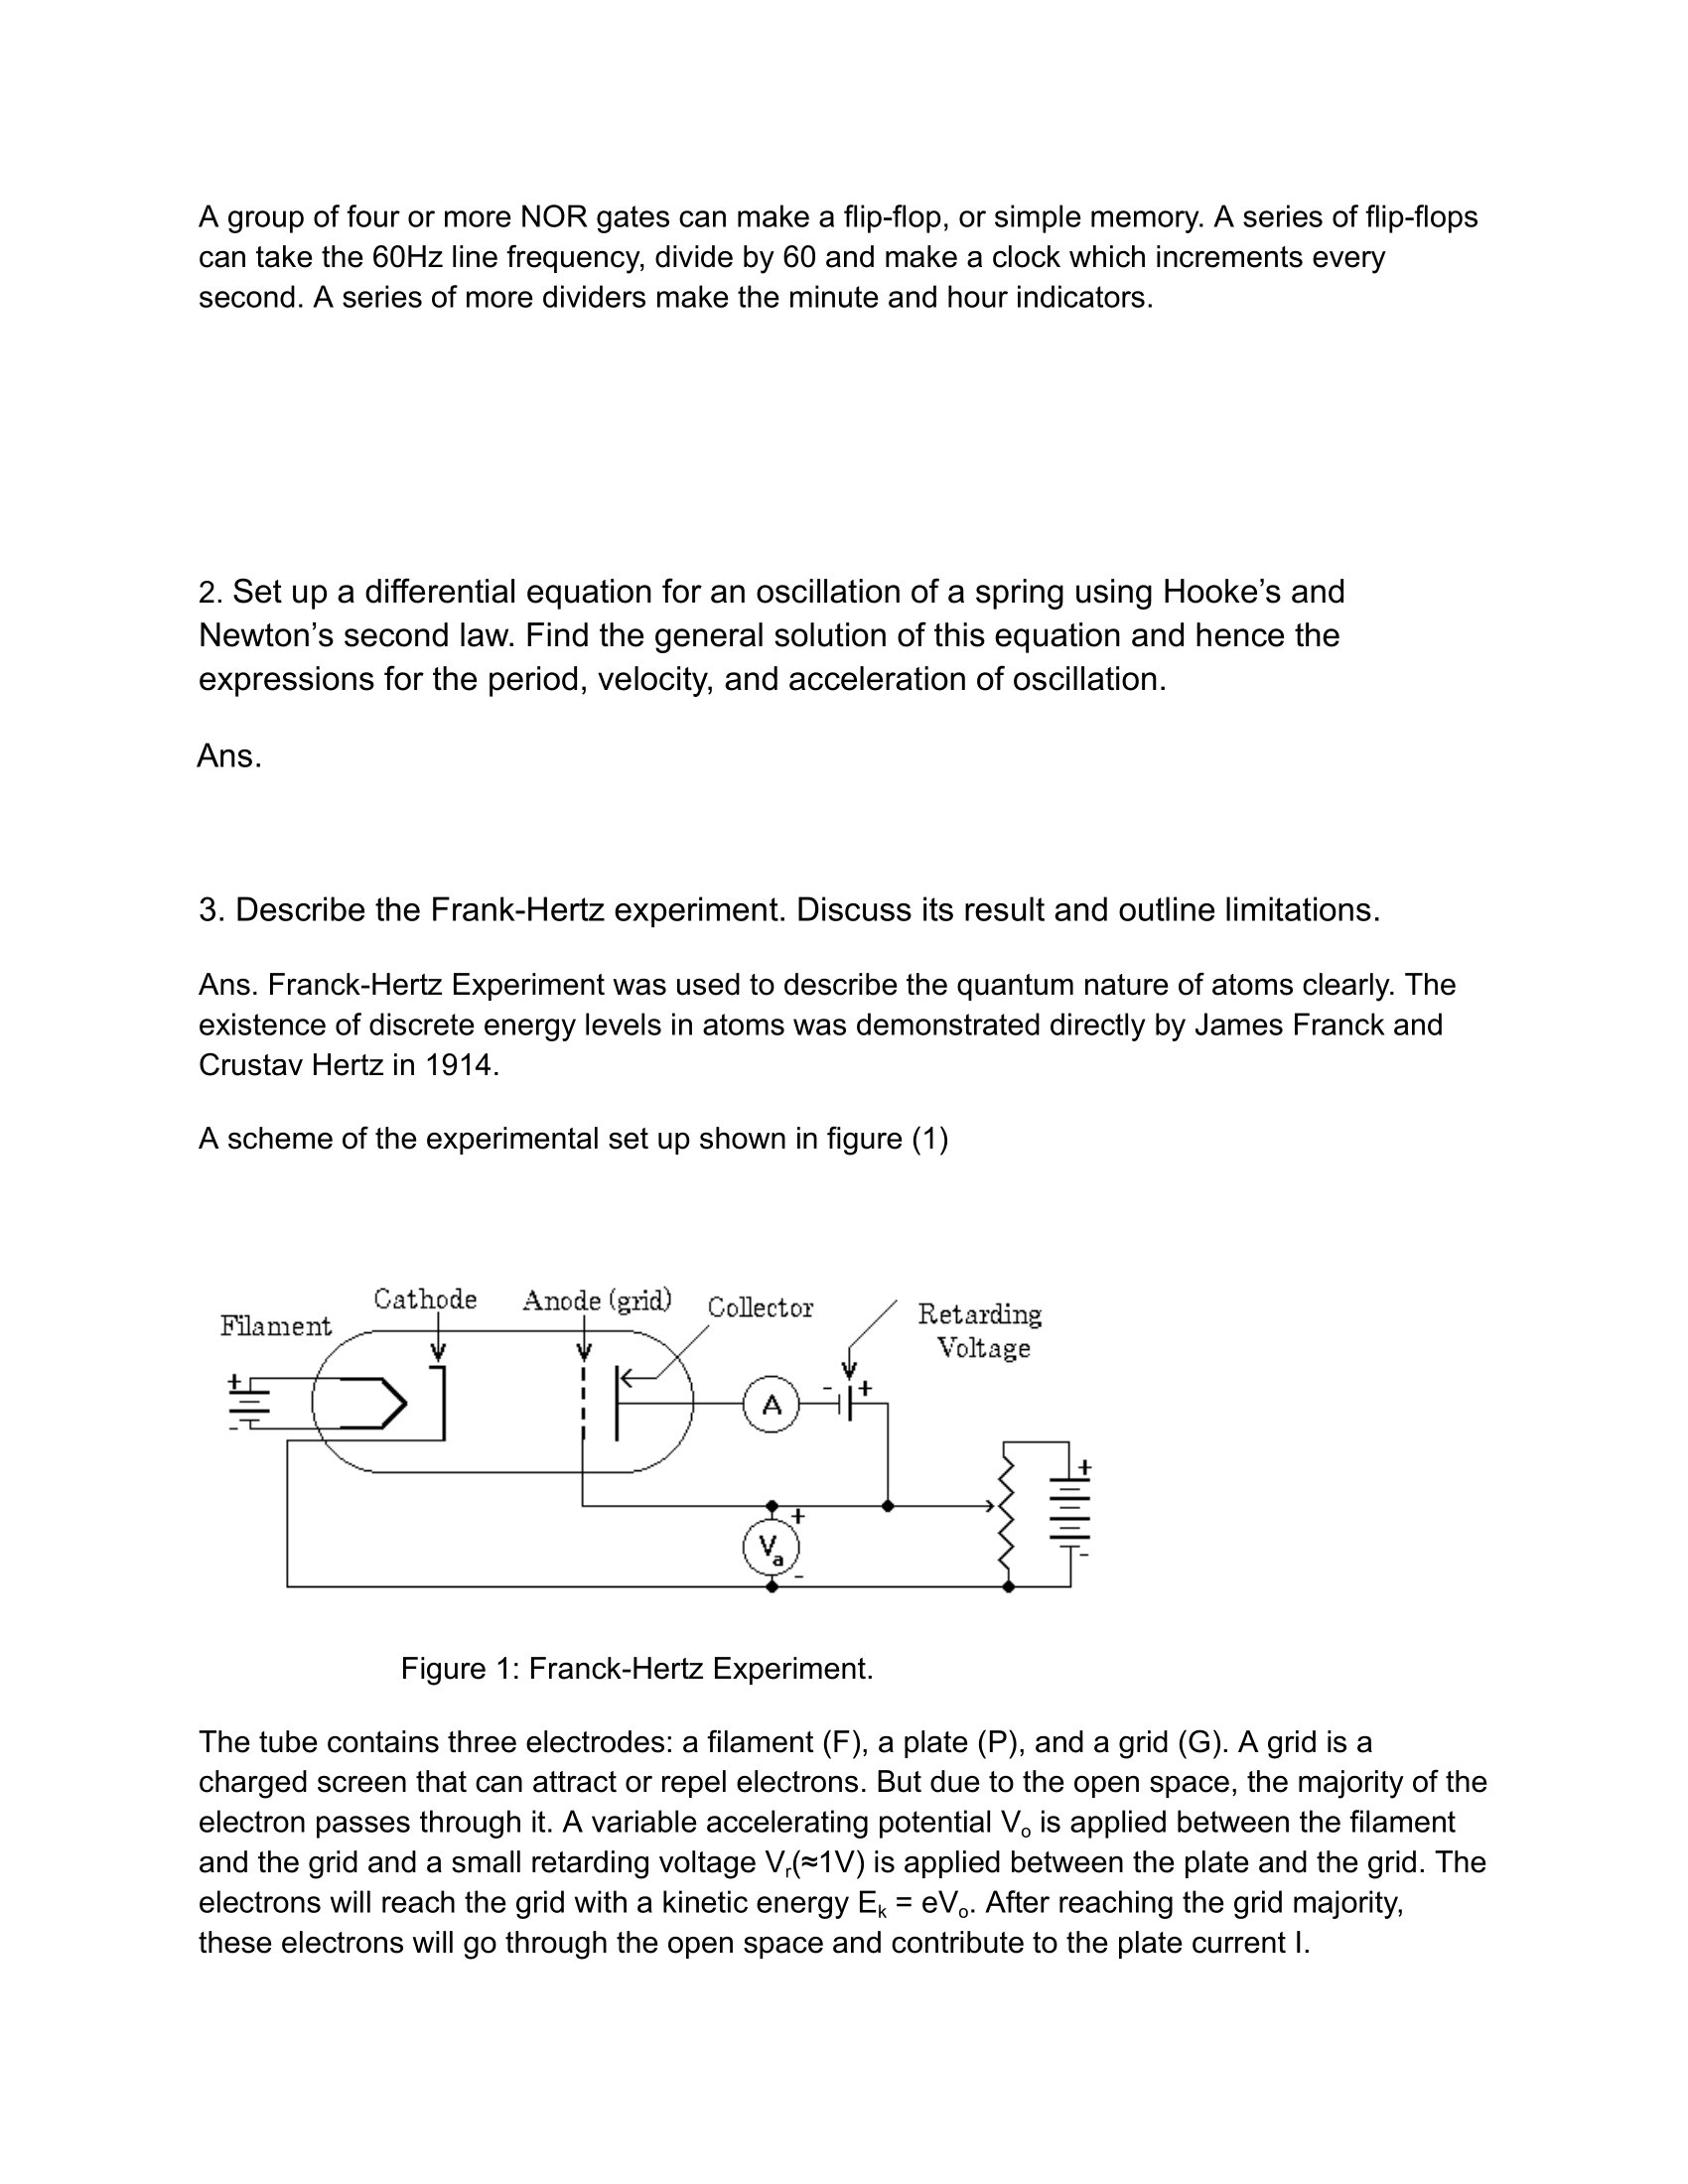 A group of four or more NOR gates can make a flip-flop, or simple memory. A series of flip-flops
can take the 60Hz line frequency, divide by 60 and make a clock which increments every
second. A series of more dividers make the minute and hour indicators.
2. Set up a differential equation for an oscillation of a spring using Hooke’s and
Newton’s second law. Find the general solution of this equation and hence the
expressions for the period, velocity, and acceleration of oscillation.
Ans.
3. Describe the Frank-Hertz experiment. Discuss its result and outline limitations.
Ans. Franck-Hertz Experiment was used to describe the quantum nature of atoms clearly. The
existence of discrete energy levels in atoms was demonstrated directly by James Franck and
Crustav Hertz in 1914.
A scheme of the experimental set up shown in figure (1)
Filament
Cathode
Anode (grid)
Collector
Retarding
Voltage
+
-
A
- +
+
-
Va
+
-
Figure 1: Franck-Hertz Experiment.
The tube contains three electrodes: a filament (F), a plate (P), and a grid (G). A grid is a
charged screen that can attract or repel electrons. But due to the open space, the majority of the
electron passes through it. A variable accelerating potential Vₒ is applied between the filament
and the grid and a small retarding voltage Vᵣ(≈1V) is applied between the plate and the grid. The
electrons will reach the grid with a kinetic energy Eₖ = eVₒ. After reaching the grid majority,
these electrons will go through the open space and contribute to the plate current I.